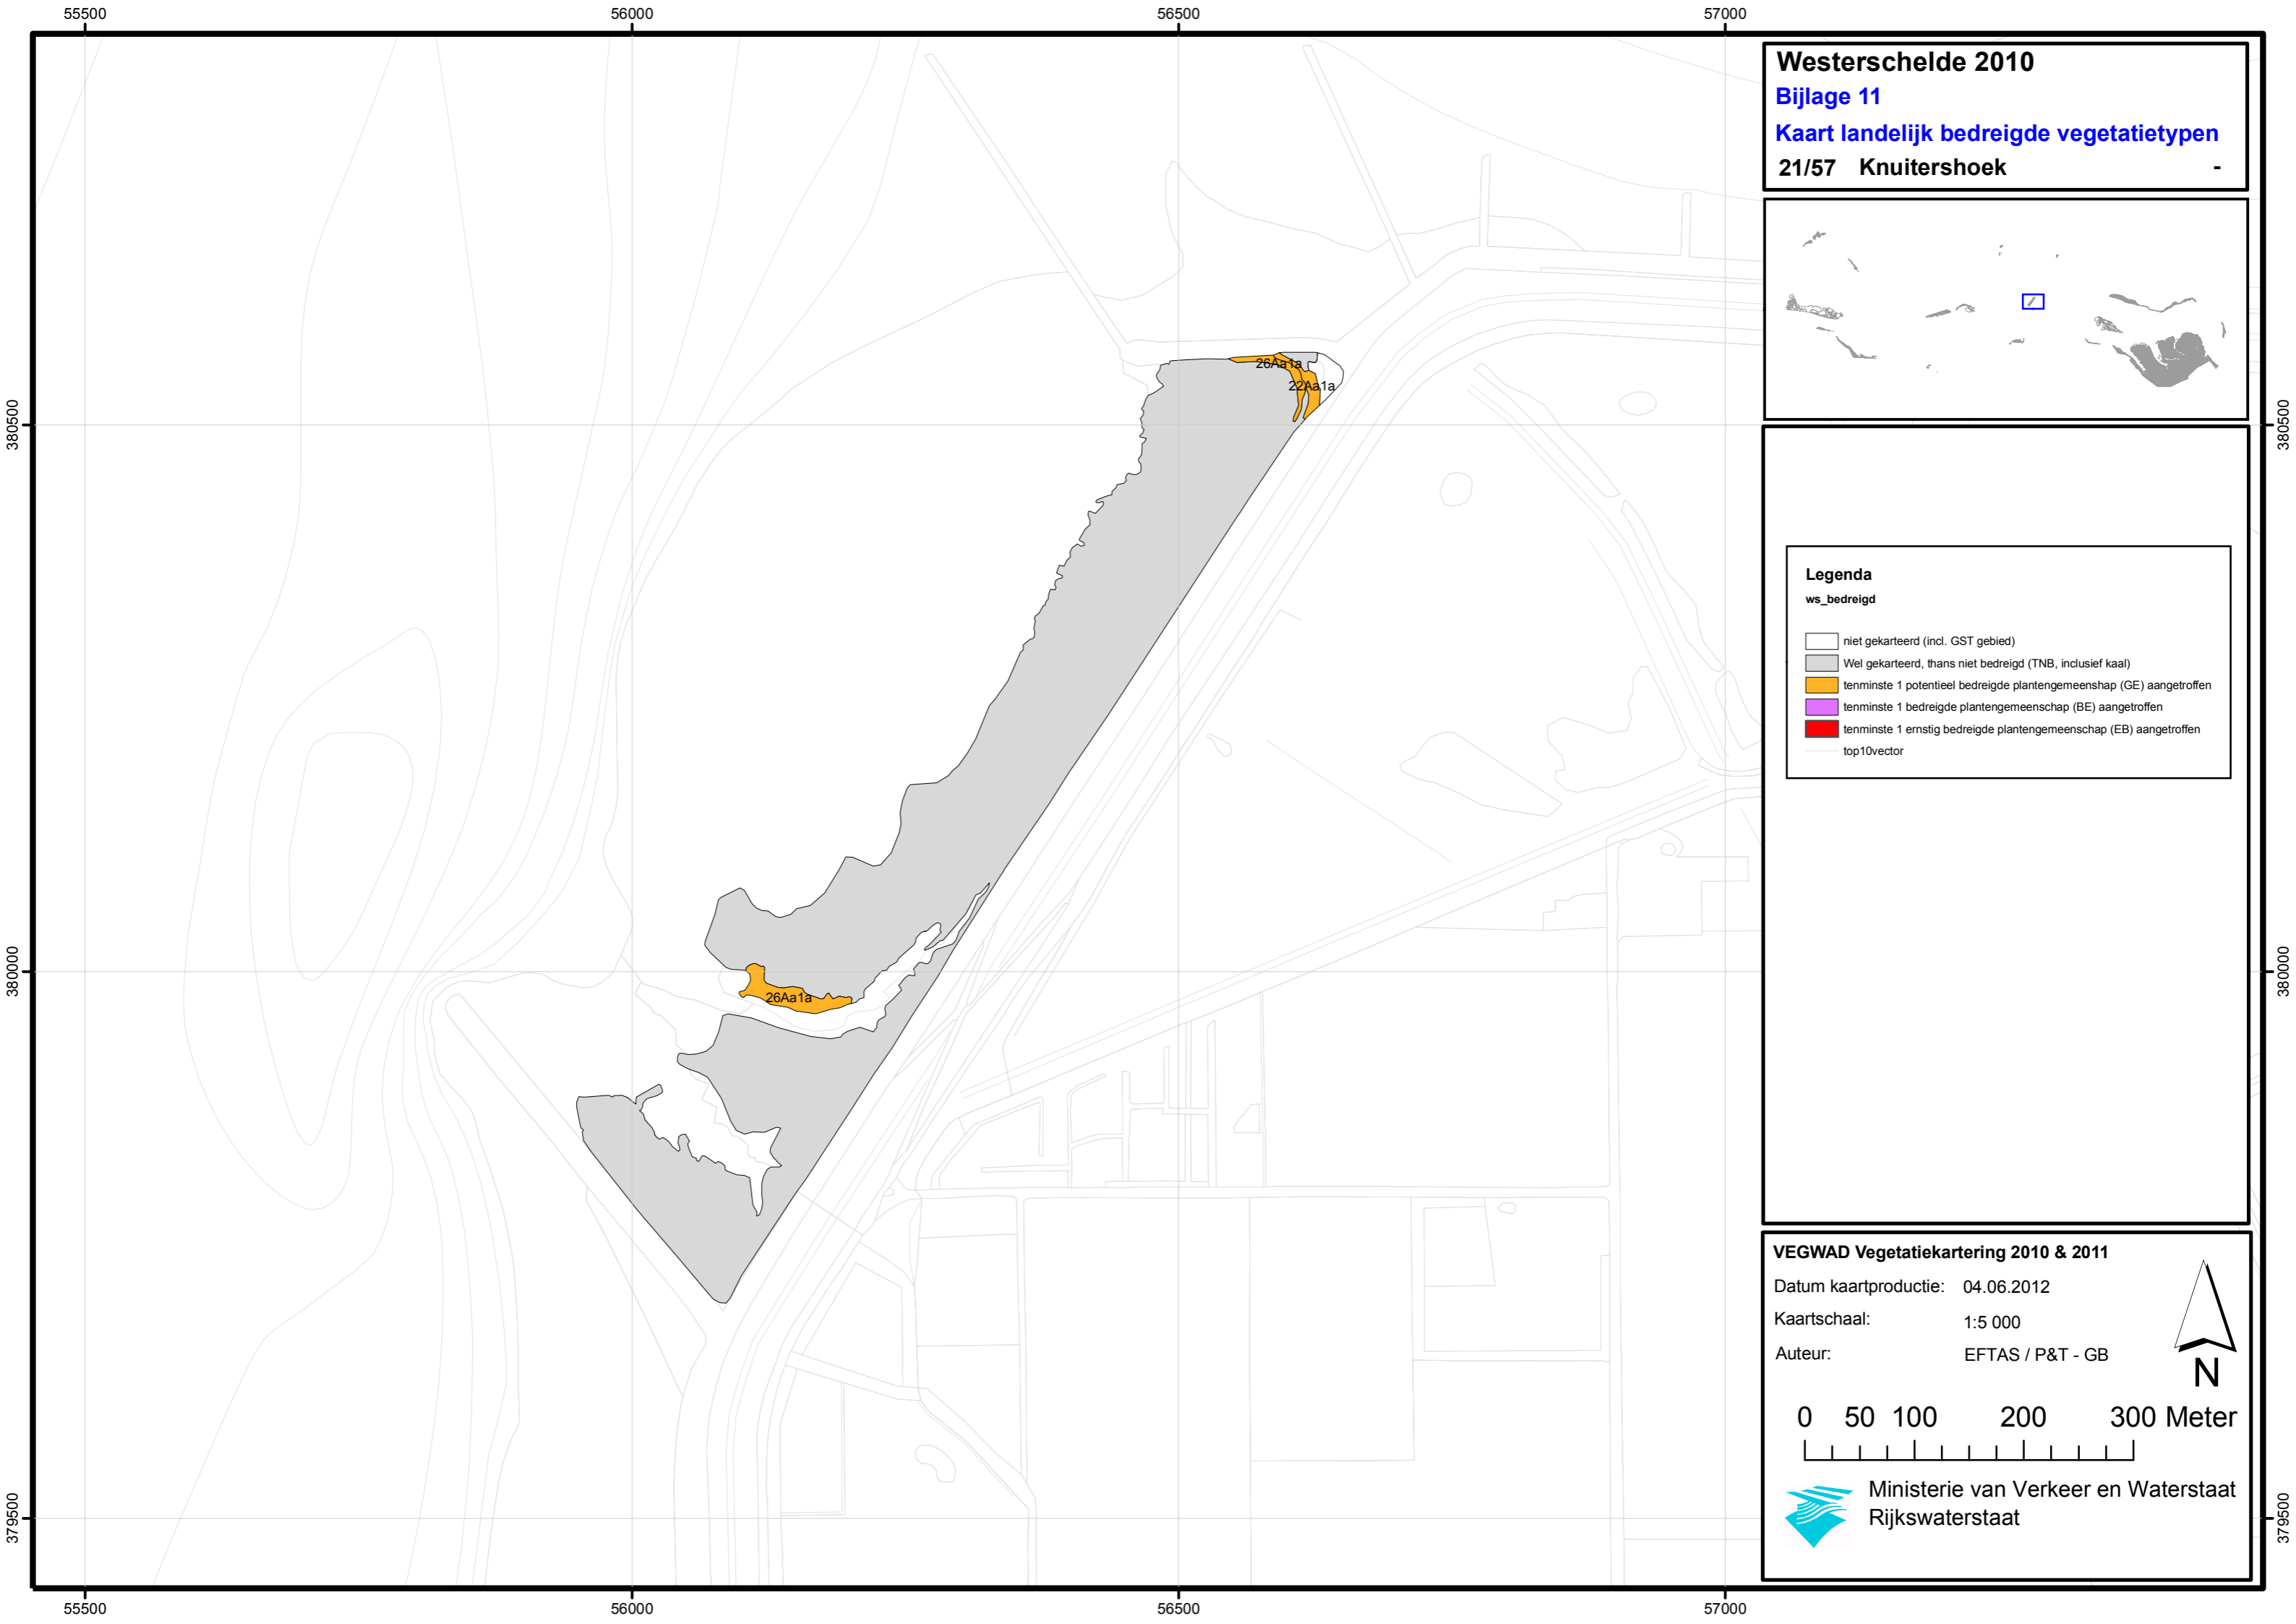 55500 56000 56500 57000
Westerschelde 2010
Bijlage 11
Kaart landelijk bedreigde vegetatietypen
21/57 Knuitershoek -
26Aa1a
22Aa1a
380500 380500
Legenda
ws_bedreigd
niet gekarteerd (incl. GST gebied)
Wel gekarteerd, thans niet bedreigd (TNB, inclusief kaal)
tenminste 1 potentieel bedreigde plantengemeenshap (GE) aangetroffen
tenminste 1 bedreigde plantengemeenschap (BE) aangetroffen
tenminste 1 ernstig bedreigde plantengemeenschap (EB) aangetroffen
top10vector
380000 380000
26Aa1a
VEGWAD Vegetatiekartering 2010 & 2011
Datum kaartproductie: 04.06.2012
Kaartschaal: 1:5 000
Auteur: EFTAS / P&T - GB
N
0 50 100 200 300 Meter
Ministerie van Verkeer en Waterstaat
Rijkswaterstaat
379500 379500
55500 56000 56500 57000